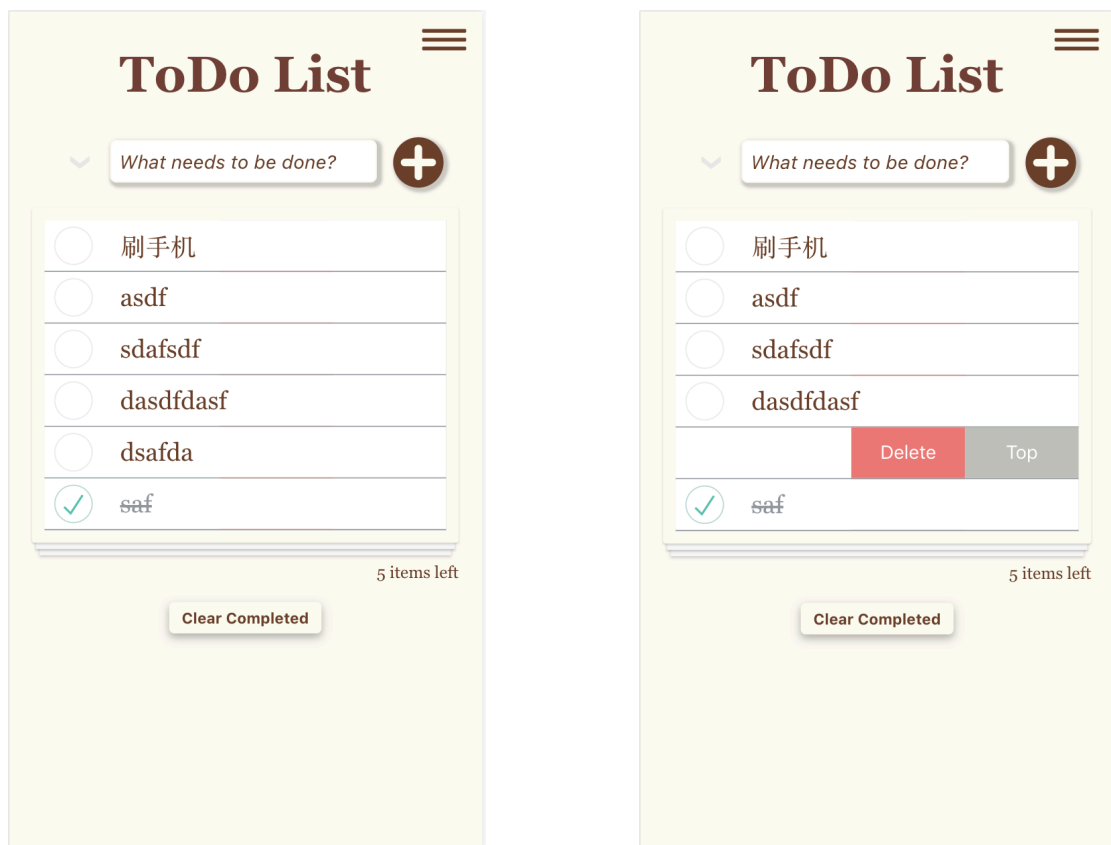 ToDo List
What needs to be done?
刷手机
asdf
sdafsdf
dasdfdasf
dsafda
saf
5 items left
Clear Completed
ToDo List
What needs to be done?
刷手机
asdf
sdafsdf
dasdfdasf
Delete Top
saf
5 items left
Clear Completed